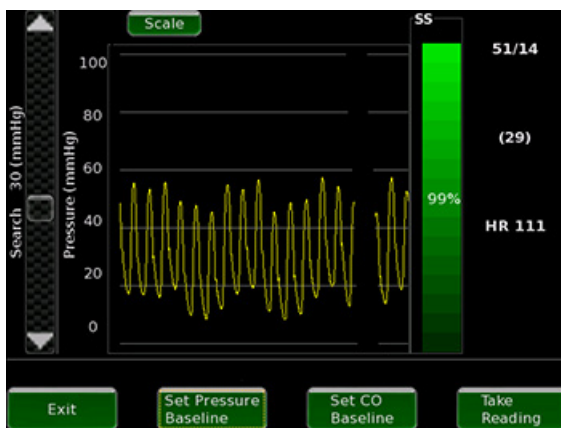 Scale
SS
51/14
100
80
(29)
60
99%
40
HR 111
20
0
Search 30 (mmHg)
Pressure (mmHg)
Exit
Set Pressure
Baseline
Set CO
Baseline
Take
Reading